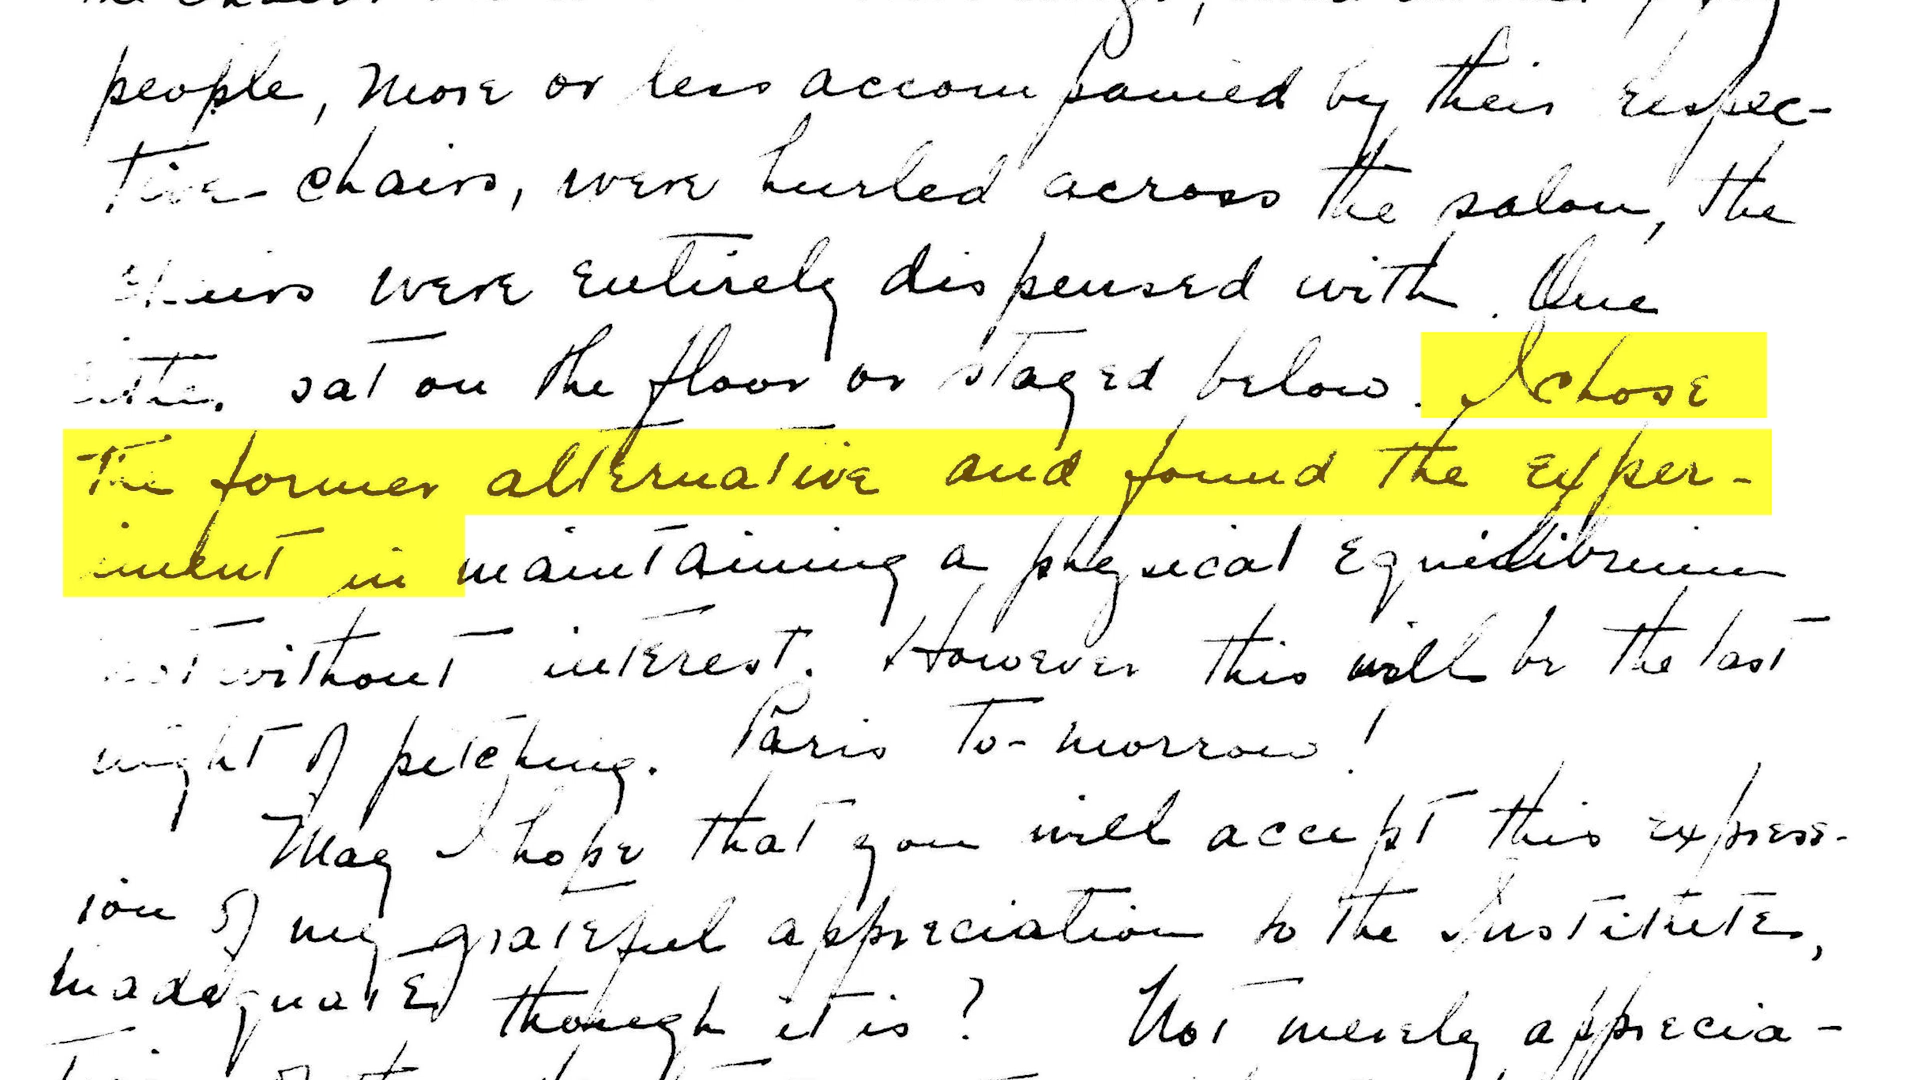 people, more or less accompanied by their respec-
tive chairs, were hurled across the salon, the
chairs were entirely dispensed with. One
sat on the floor or staged below. I chose
the former alternative and found the exper-
iment in maintaining a physical equilibrium
not without interest. However this will be the last
night of pitching. Paris to-morrow!
May I hope that you will accept this express-
ion of my grateful appreciation to the Institute,
inadequate though it is? Not merely apprecia-